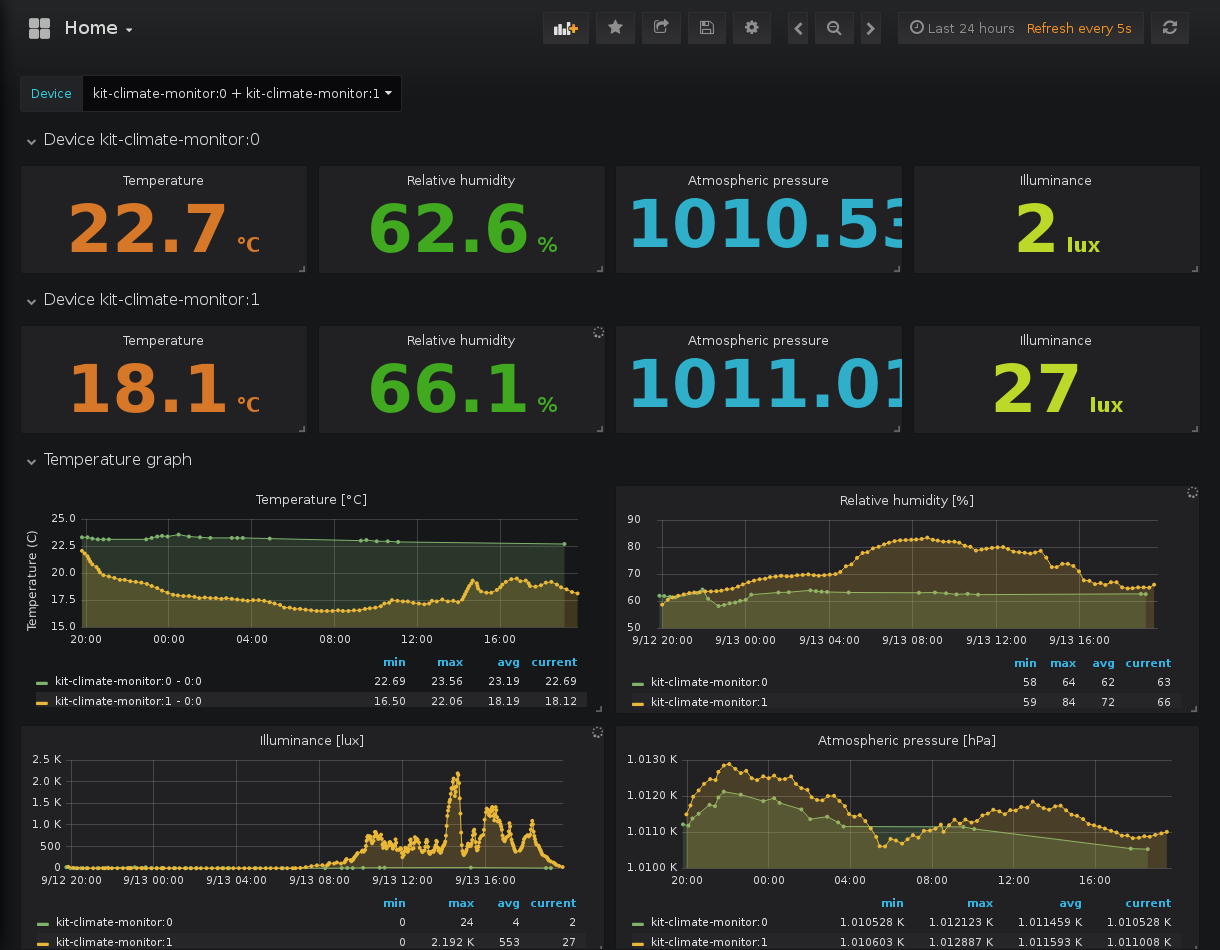 Home
Last 24 hours Refresh every 5s
Device kit-climate-monitor:0 + kit-climate-monitor:1
Device kit-climate-monitor:0
Temperature Relative humidity Atmospheric pressure Illuminance
22.7 °C 62.6 % 1010.53 2 lux
Device kit-climate-monitor:1
Temperature Relative humidity Atmospheric pressure Illuminance
18.1 °C 66.1 % 1011.01 27 lux
Temperature graph
Temperature [°C]
Temperature (C)
25.0
22.5
20.0
17.5
15.0
20:00 00:00 04:00 08:00 12:00 16:00
min max avg current
kit-climate-monitor:0 - 0:0 22.69 23.56 23.19 22.69
kit-climate-monitor:1 - 0:0 16.50 22.06 18.19 18.12
Relative humidity [%]
90
80
70
60
50
9/12 20:00 9/13 00:00 9/13 04:00 9/13 08:00 9/13 12:00 9/13 16:00
min max avg current
kit-climate-monitor:0 58 64 62 63
kit-climate-monitor:1 59 84 72 66
Illuminance [lux]
2.5 K
2.0 K
1.5 K
1.0 K
500
0
9/12 20:00 9/13 00:00 9/13 04:00 9/13 08:00 9/13 12:00 9/13 16:00
min max avg current
kit-climate-monitor:0 0 24 4 2
kit-climate-monitor:1 0 2.192 K 553 27
Atmospheric pressure [hPa]
1.0130 K
1.0120 K
1.0110 K
1.0100 K
20:00 00:00 04:00 08:00 12:00 16:00
min max avg current
kit-climate-monitor:0 1.010528 K 1.012123 K 1.011459 K 1.010528 K
kit-climate-monitor:1 1.010603 K 1.012887 K 1.011593 K 1.011008 K